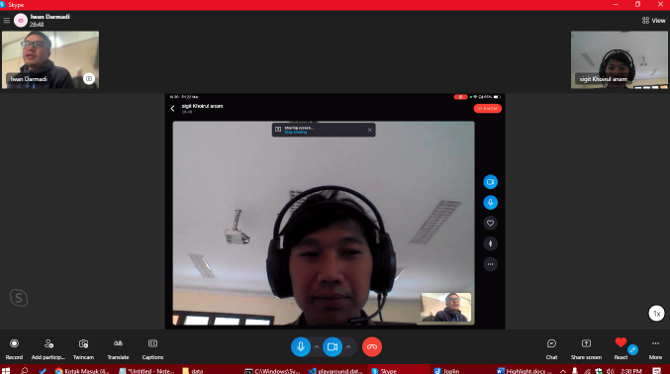 Skype
Iwan Darmadi
28:48
View
Iwan Darmadi
sigit Khoirul anam
sigit Khoirul anam
28:48
Sharing screen...
Stop sharing
1x
Record
Add particip...
Twincam
Translate
Captions
Chat
Share screen
React
More
Kotak Masuk (4)...
*Untitled - Note...
data
C:\Windows\Sy...
playground.dat...
Skype
Joplin
Highlight.docx ...
2:30 PM